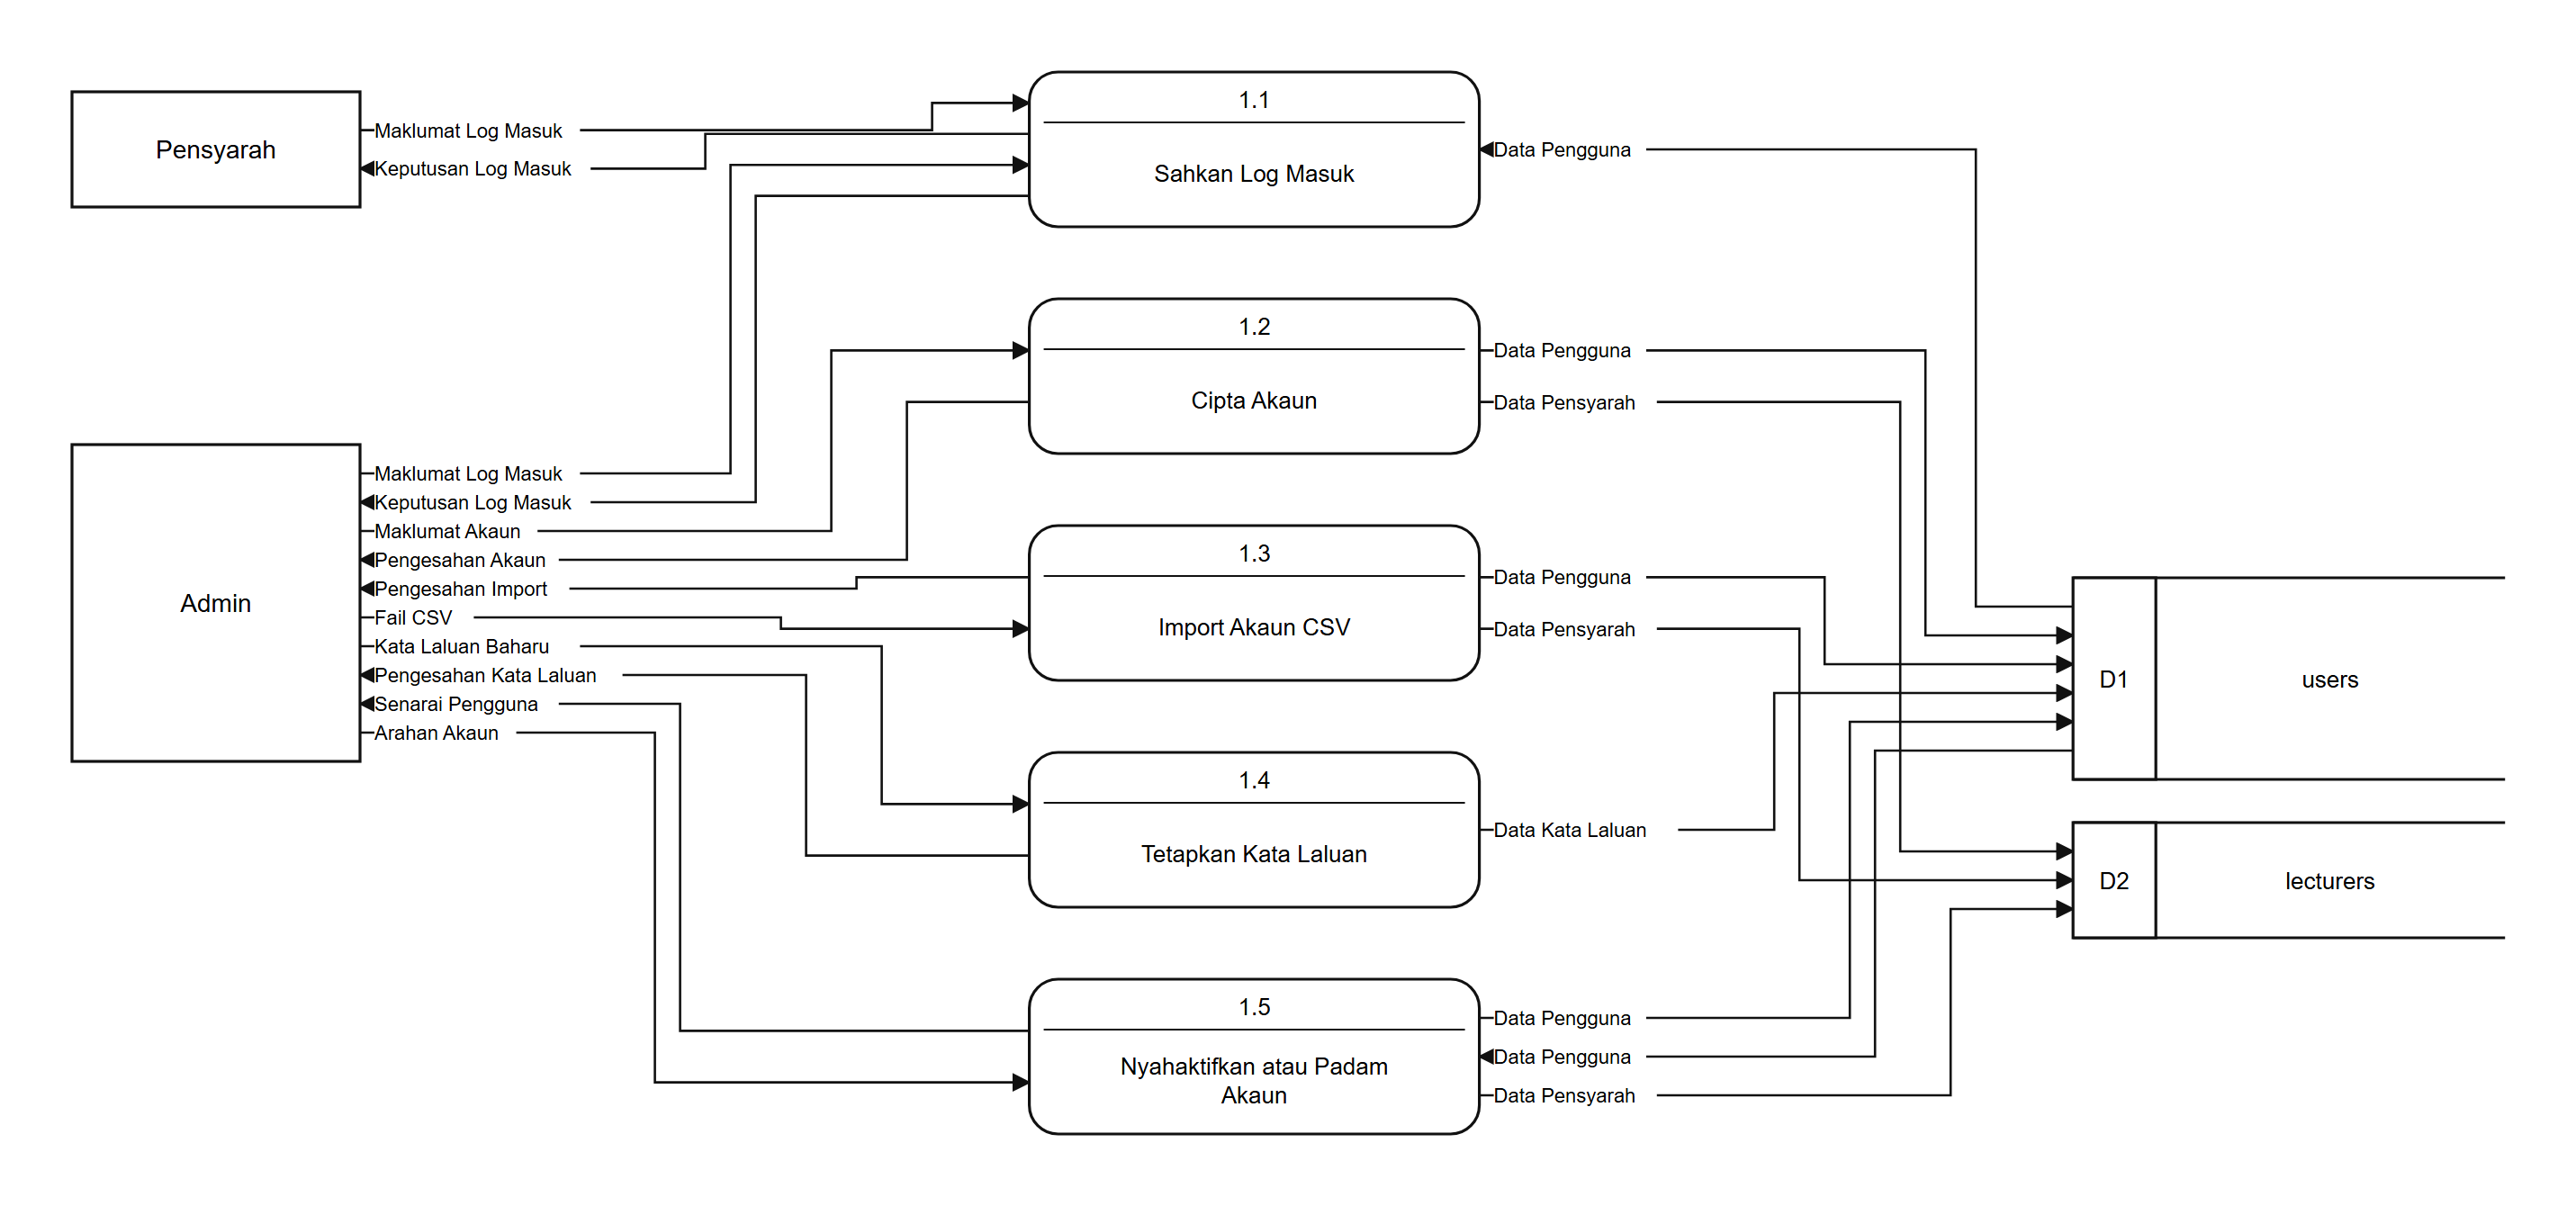 Pensyarah
Maklumat Log Masuk
Keputusan Log Masuk
1.1
Sahkan Log Masuk
Data Pengguna
1.2
Cipta Akaun
Data Pengguna
Data Pensyarah
Admin
Maklumat Log Masuk
Keputusan Log Masuk
Maklumat Akaun
Pengesahan Akaun
Pengesahan Import
Fail CSV
Kata Laluan Baharu
Pengesahan Kata Laluan
Senarai Pengguna
Arahan Akaun
1.3
Import Akaun CSV
Data Pengguna
Data Pensyarah
D1
users
1.4
Tetapkan Kata Laluan
Data Kata Laluan
D2
lecturers
1.5
Nyahaktifkan atau Padam
Akaun
Data Pengguna
Data Pengguna
Data Pensyarah